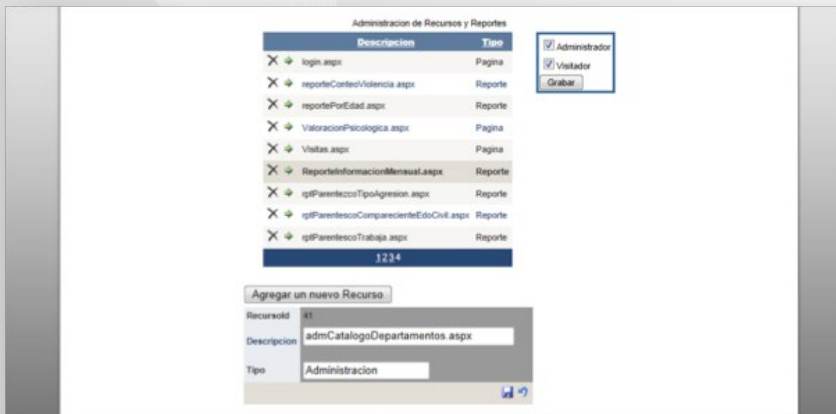 Administracion de Recursos y Reportes
Descripcion Tipo
login.aspx Pagina
reporteConteoViolencia.aspx Reporte
reportePorEdad.aspx Reporte
ValoracionPsicologica.aspx Pagina
Visitas.aspx Pagina
ReporteInformacionMensual.aspx Reporte
rptParentezcoTipoAgresion.aspx Reporte
rptParentescoComparecienteEdoCivil.aspx Reporte
rptParentescoTrabaja.aspx Reporte
1234
Administrador
Visitador
Grabar
Agregar un nuevo Recurso
RecursoId 41
Descripcion admCatalogoDepartamentos.aspx
Tipo Administracion